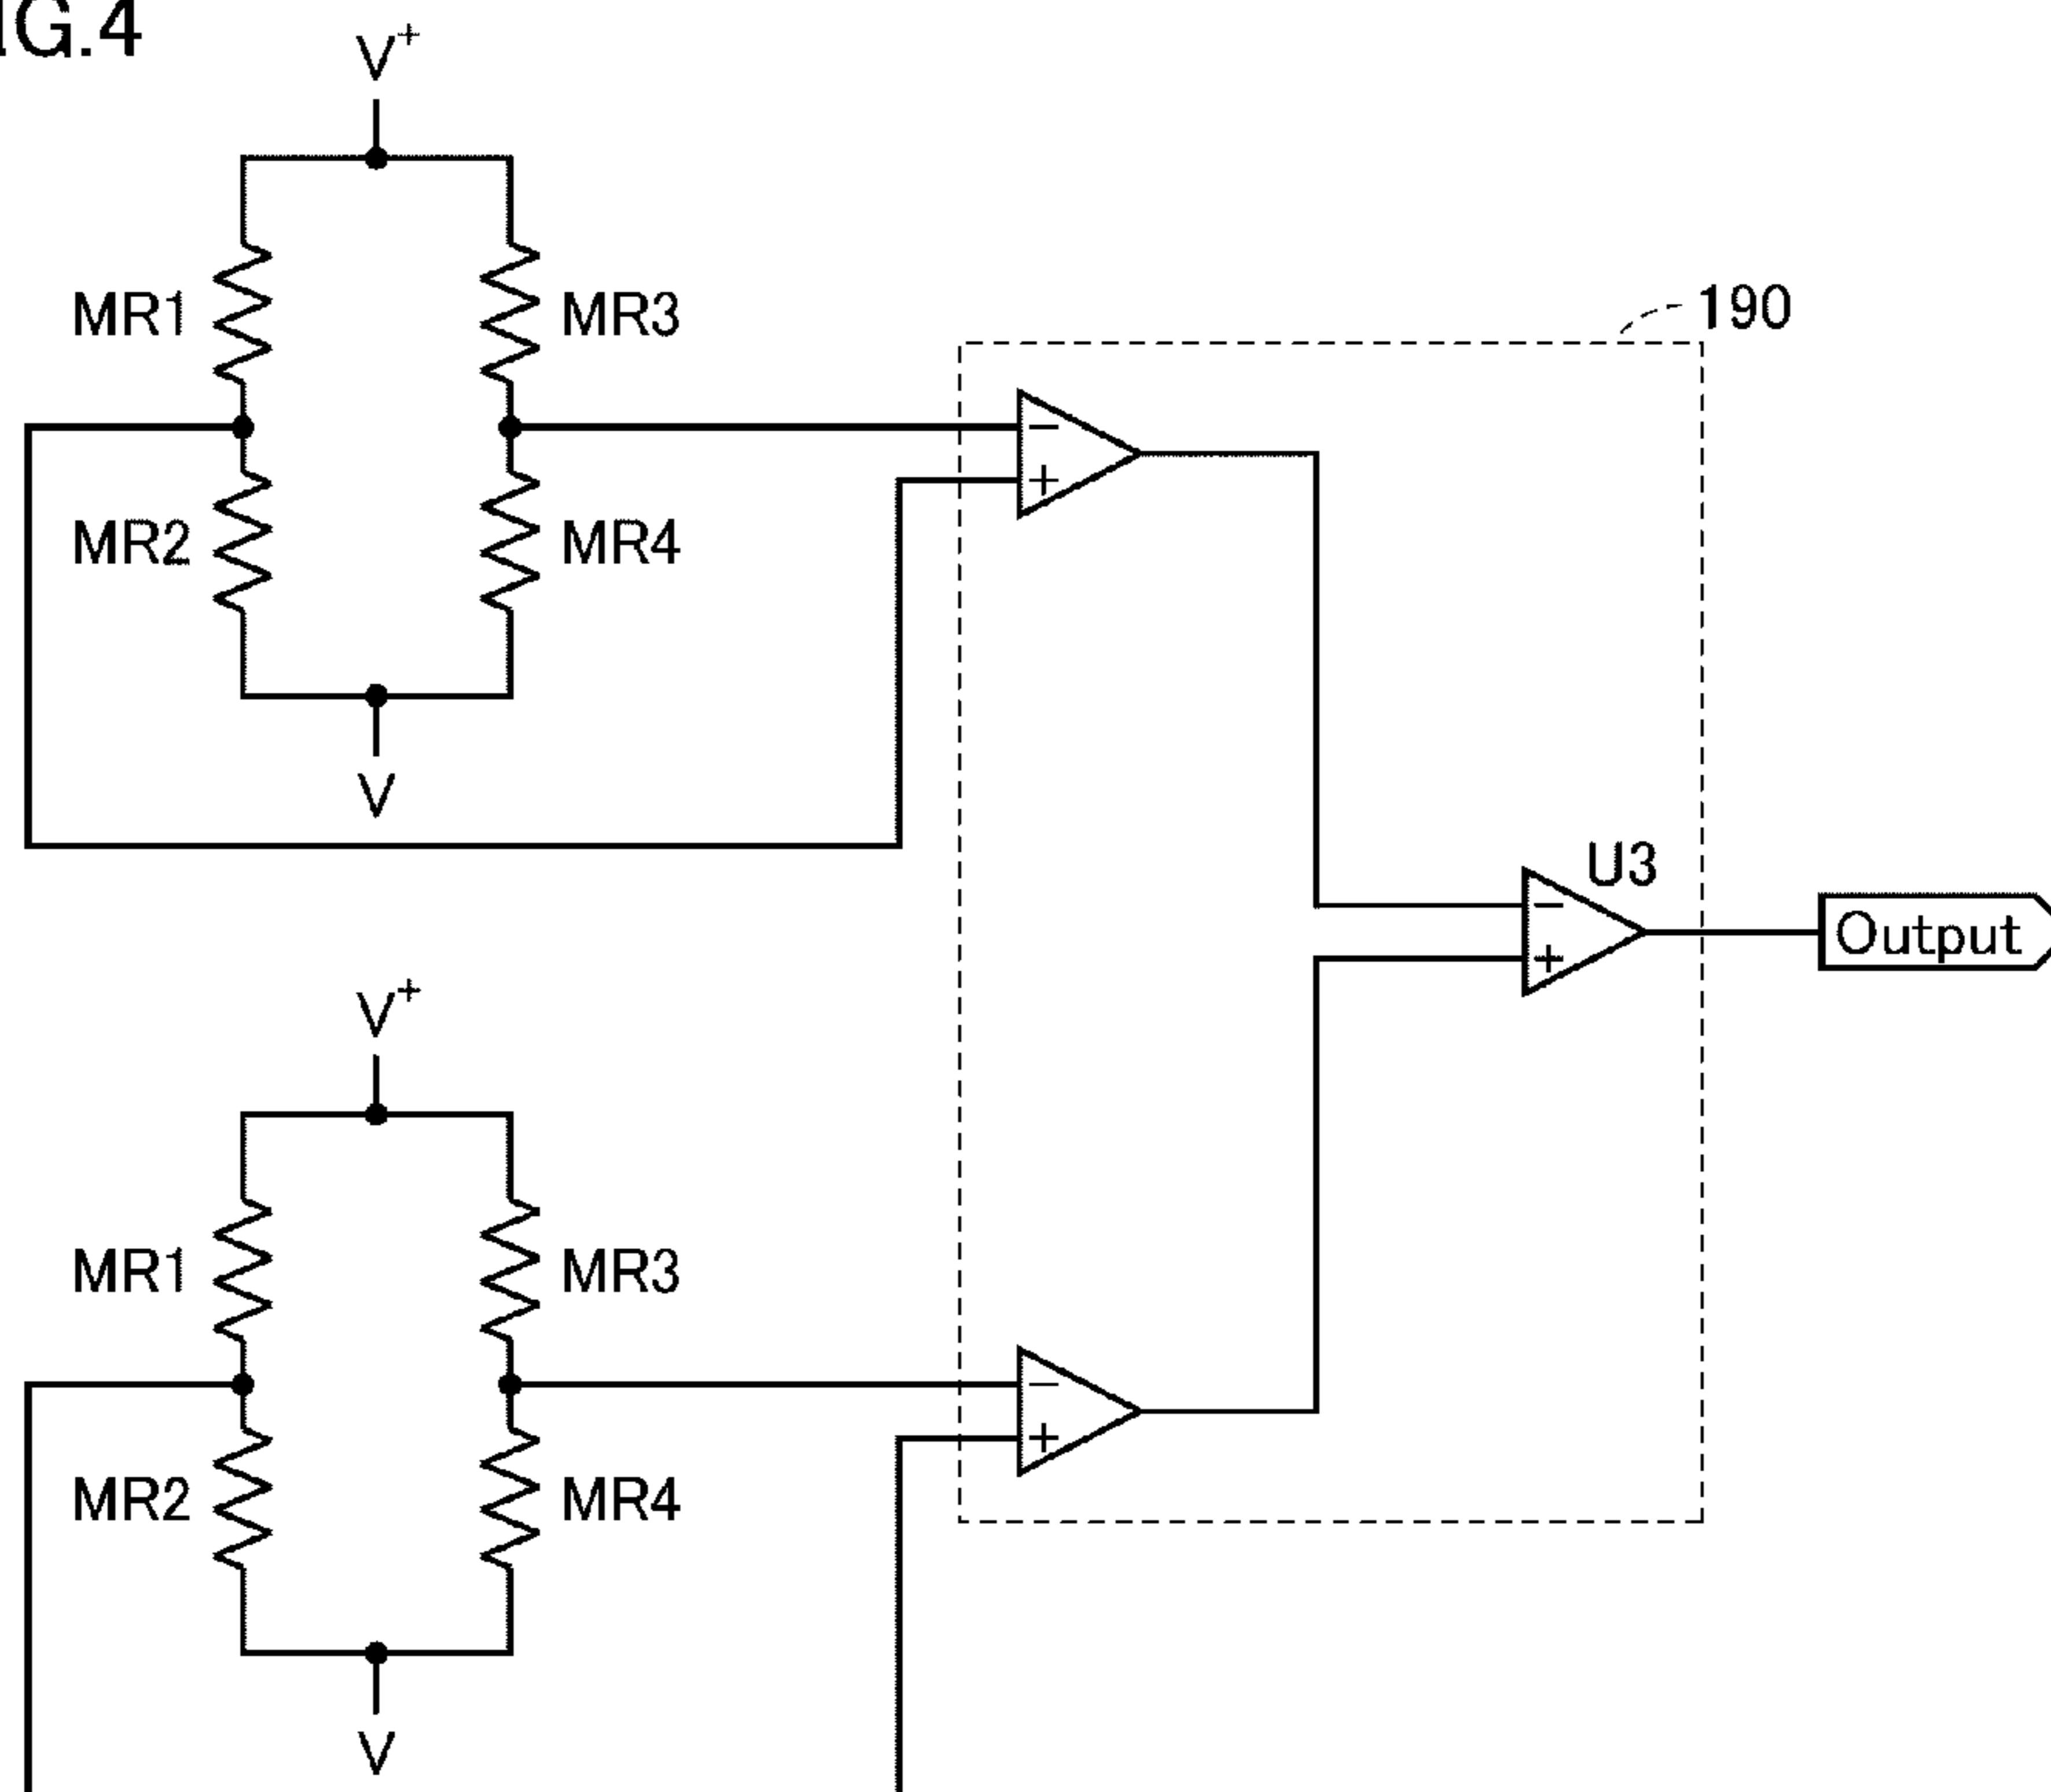 IG.4
V+
MR1
MR3
190
−
+
MR2
MR4
V
U3
−
+
Output
V+
MR1
MR3
−
+
MR2
MR4
V